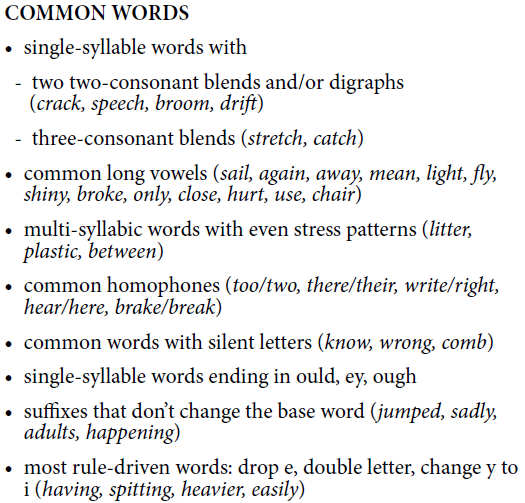 COMMON WORDS
• single-syllable words with
- two two-consonant blends and/or digraphs
(crack, speech, broom, drift)
- three-consonant blends (stretch, catch)
• common long vowels (sail, again, away, mean, light, fly,
shiny, broke, only, close, hurt, use, chair)
• multi-syllabic words with even stress patterns (litter,
plastic, between)
• common homophones (too/two, there/their, write/right,
hear/here, brake/break)
• common words with silent letters (know, wrong, comb)
• single-syllable words ending in ould, ey, ough
• suffixes that don’t change the base word (jumped, sadly,
adults, happening)
• most rule-driven words: drop e, double letter, change y to
i (having, spitting, heavier, easily)